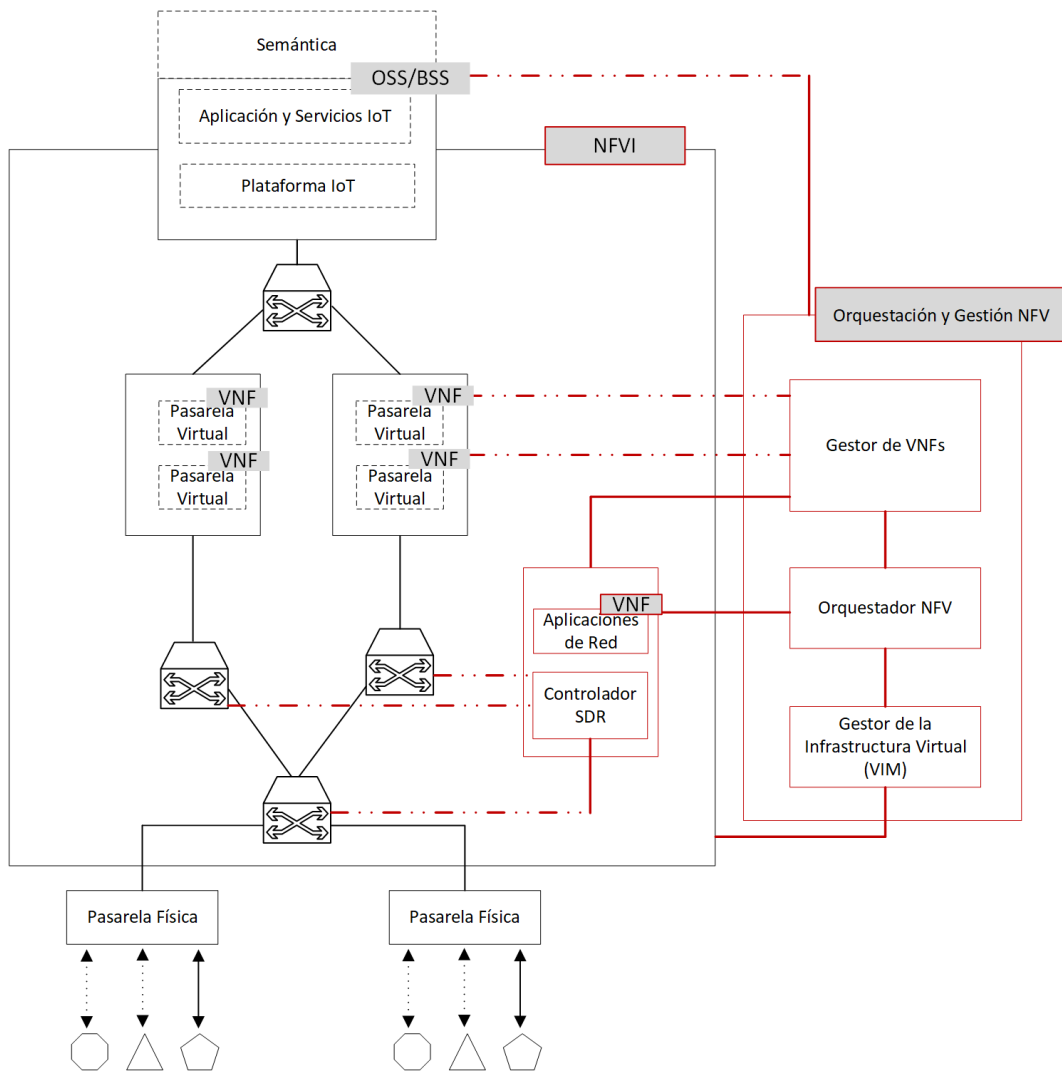 Semántica
OSS/BSS
Aplicación y Servicios IoT
NFVI
Plataforma IoT
Orquestación y Gestión NFV
VNF
Pasarela
Virtual
VNF
Pasarela
Virtual
VNF
Pasarela
Virtual
VNF
Pasarela
Virtual
Gestor de VNFs
VNF
Aplicaciones
de Red
Orquestador NFV
Controlador
SDR
Gestor de la
Infrastructura Virtual
(VIM)
Pasarela Física
Pasarela Física